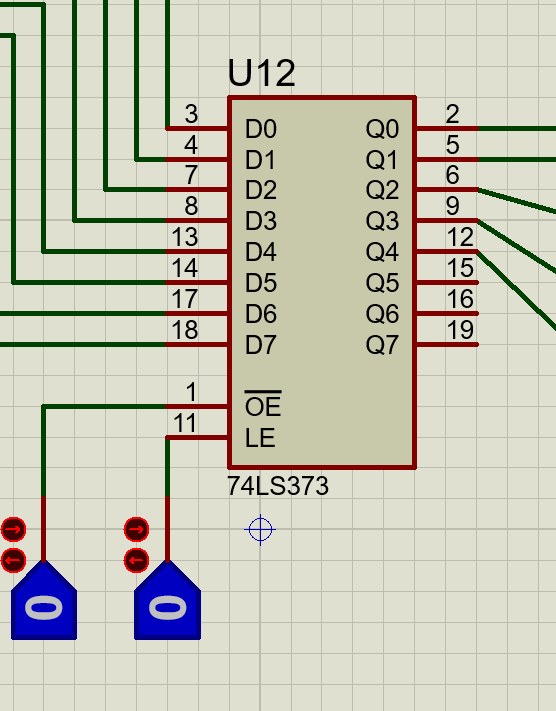 U12
3 D0 Q0 2
4 D1 Q1 5
7 D2 Q2 6
8 D3 Q3 9
13 D4 Q4 12
14 D5 Q5 15
17 D6 Q6 16
18 D7 Q7 19
1 OE
11 LE
74LS373
0 0